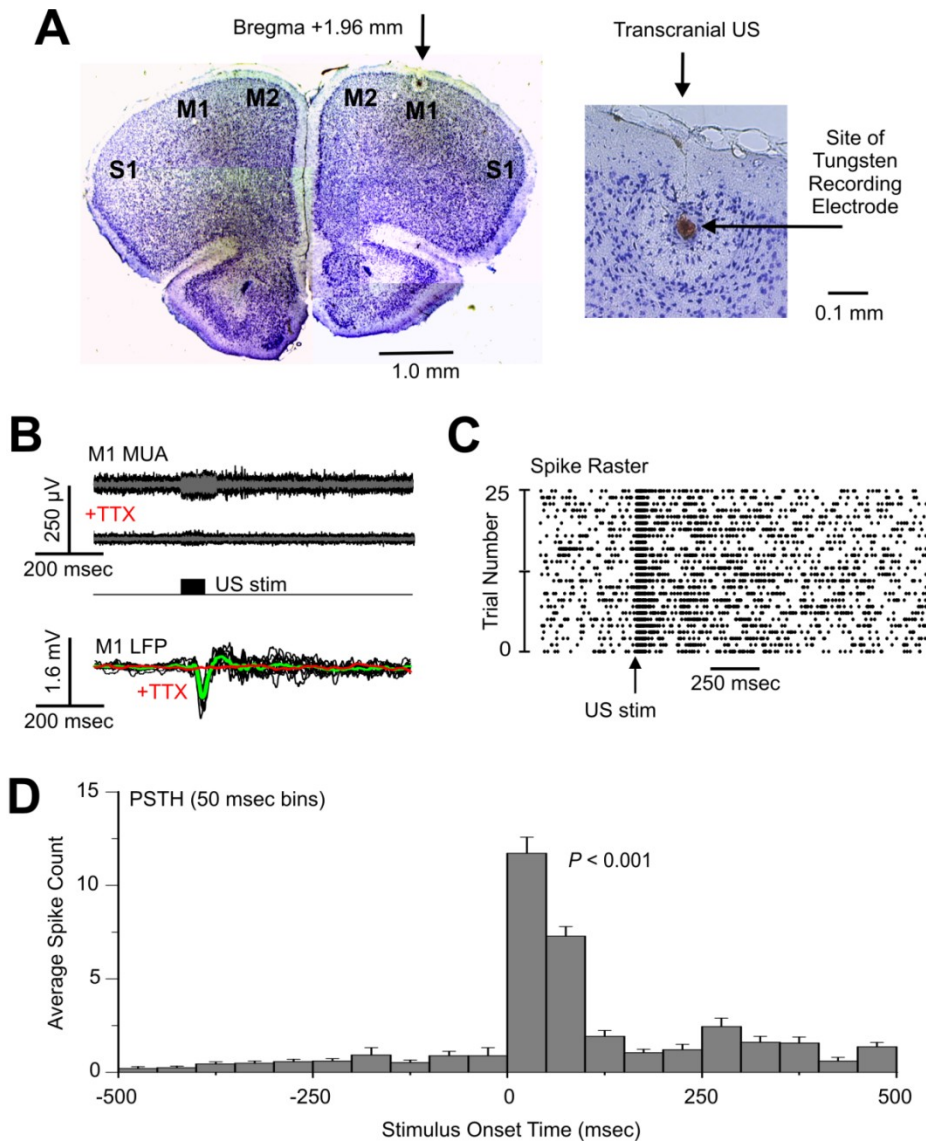 A
Bregma +1.96 mm
Transcranial US
M1
M2
M2
M1
S1
S1
Site of
Tungsten
Recording
Electrode
1.0 mm
0.1 mm
B
M1 MUA
250 µV
+TTX
200 msec
US stim
M1 LFP
1.6 mV
+TTX
200 msec
C
Spike Raster
25
Trial Number
0
250 msec
US stim
D
PSTH (50 msec bins)
15
10
5
0
Average Spike Count
P < 0.001
-500
-250
0
250
500
Stimulus Onset Time (msec)